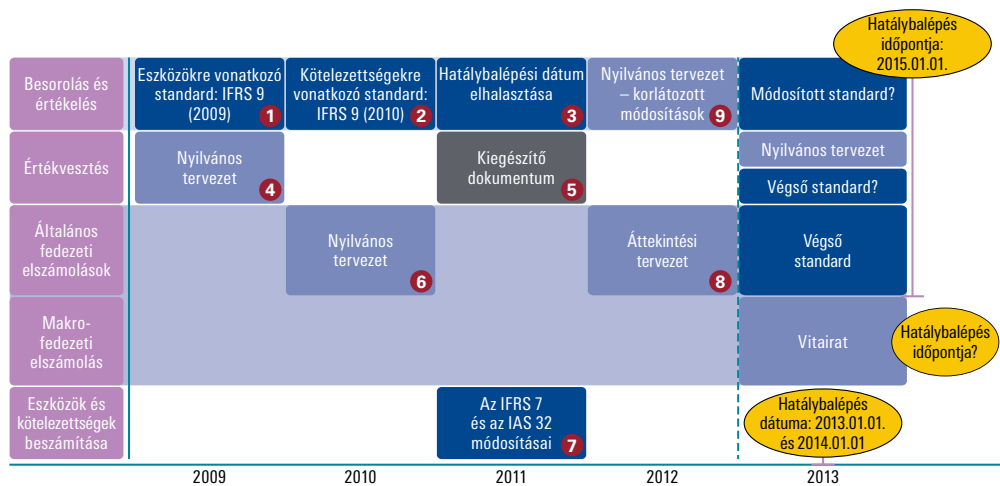 Hatálybalépés
időpontja:
2015.01.01.
Besorolás és
értékelés
Eszközökre vonatkozó
standard: IFRS 9
(2009)
1
Kötelezettségekre
vonatkozó standard:
IFRS 9 (2010)
2
Hatálybalépési dátum
elhalasztása
3
Nyilvános tervezet
– korlátozott
módosítások
9
Módosított standard?
Értékvesztés
Nyilvános
tervezet
4
Kiegészítő
dokumentum
5
Nyilvános tervezet
Végső standard?
Általános
fedezeti
elszámolások
Nyilvános
tervezet
6
Áttekintési
tervezet
8
Végső
standard
Makro-
fedezeti
elszámolás
Vitairat
Hatálybalépés
időpontja?
Eszközök és
kötelezettségek
beszámítása
Az IFRS 7
és az IAS 32
módosításai
7
Hatálybalépés
dátuma: 2013.01.01.
és 2014.01.01
2009
2010
2011
2012
2013